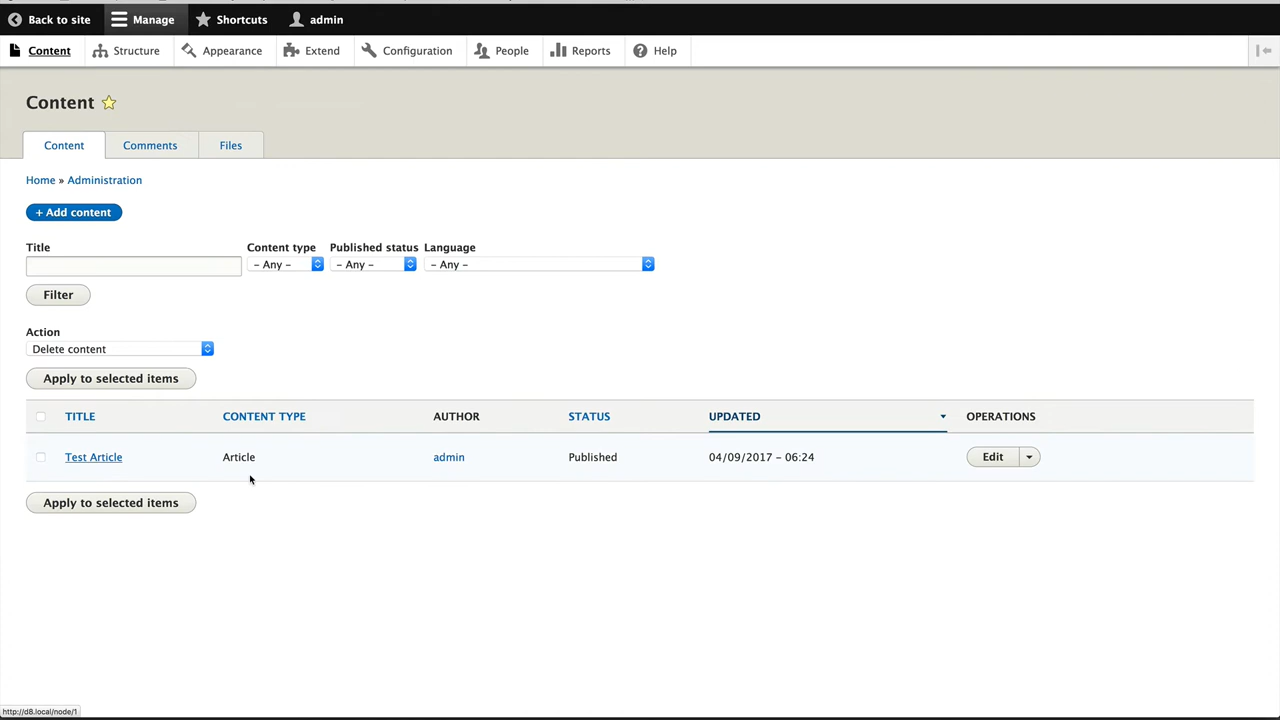 Back to site Manage Shortcuts admin
Content Structure Appearance Extend Configuration People Reports Help
Content
Content Comments Files
Home » Administration
+ Add content
Title Content type Published status Language
- Any - - Any - - Any -
Filter
Action
Delete content
Apply to selected items
TITLE CONTENT TYPE AUTHOR STATUS UPDATED OPERATIONS
Test Article Article admin Published 04/09/2017 - 06:24 Edit
Apply to selected items
http://d8.local/node/1